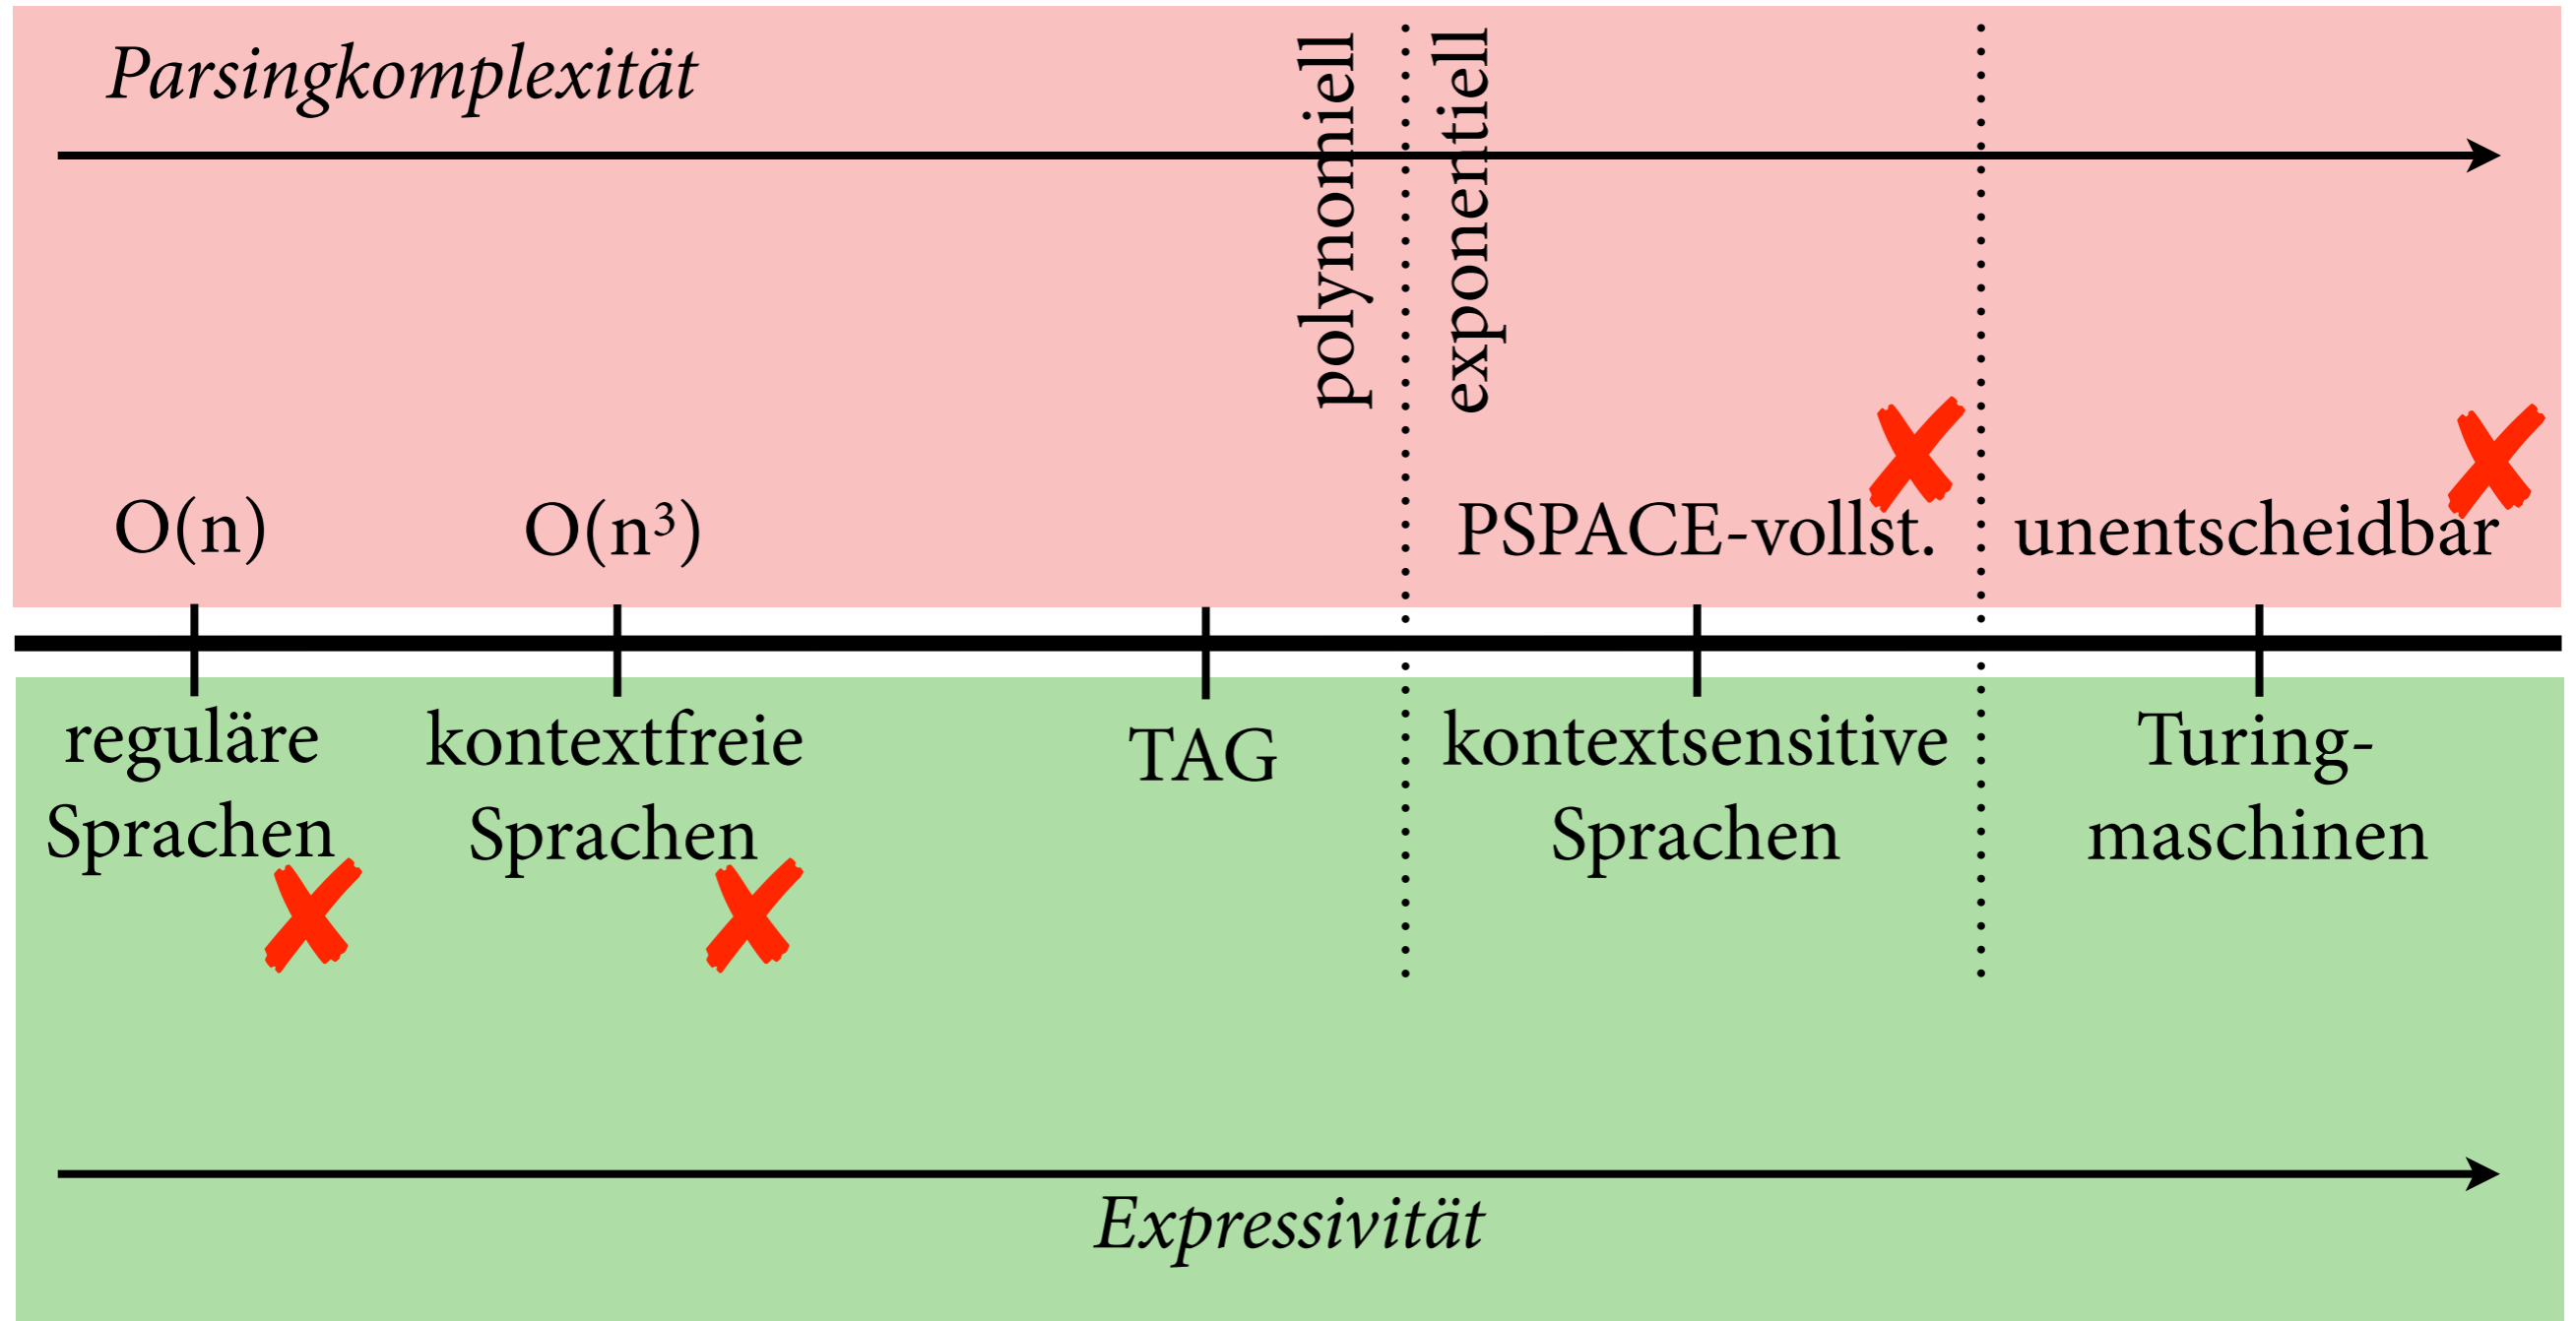 Parsingkomplexität
polynomiell
exponentiell
O(n)
O(n³)
PSPACE-vollst.
unentscheidbar
reguläre
Sprachen
kontextfreie
Sprachen
TAG
kontextsensitive
Sprachen
Turing-
maschinen
Expressivität